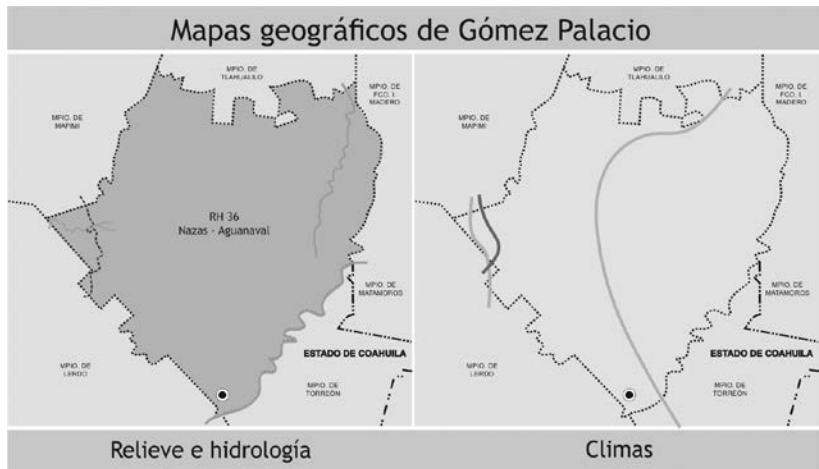 Mapas geográficos de Gómez Palacio
MPIO. DE
TLAHUALILO
MPIO. DE
FCO. I.
MADERO
MPIO. DE
MAPIMI
RH 36
Nazas - Aguanaval
MPIO. DE
MATAMOROS
ESTADO DE COAHUILA
MPIO. DE
LERDO
MPIO. DE
TORREÓN
Relieve e hidrología
MPIO. DE
TLAHUALILO
MPIO. DE
FCO. I.
MADERO
MPIO. DE
MAPIMI
MPIO. DE
MATAMOROS
ESTADO DE COAHUILA
MPIO. DE
LERDO
MPIO. DE
TORREÓN
Climas